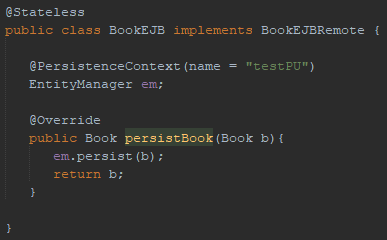 @Stateless
public class BookEJB implements BookEJBRemote {
@PersistenceContext(name = "testPU")
EntityManager em;
@Override
public Book persistBook(Book b){
em.persist(b);
return b;
}
}